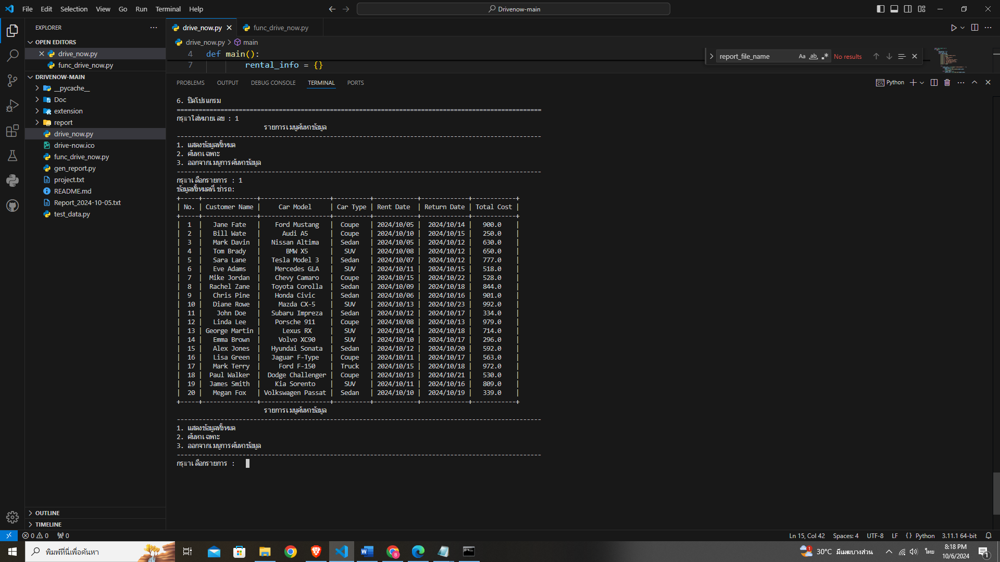 File Edit Selection View Go Run Terminal Help
Drivenow-main
EXPLORER
OPEN EDITORS
drive_now.py
func_drive_now.py
DRIVENOW-MAIN
__pycache__
Doc
extension
report
drive_now.py
drive-now.ico
func_drive_now.py
gen_report.py
project.txt
README.md
Report_2024-10-05.txt
test_data.py
OUTLINE
TIMELINE
drive_now.py func_drive_now.py
drive_now.py > main
4 def main():
7 rental_info = {}
report_file_name Aa ab No results
PROBLEMS OUTPUT DEBUG CONSOLE TERMINAL PORTS
Python
6. ปิดโปรแกรม
====================================================================================================
กรุณาใส่หมายเลข : 1
รายการเมนูค้นหาข้อมูล
----------------------------------------------------------------------------------------------------
1. แสดงข้อมูลทั้งหมด
2. ค้นหาเฉพาะ
3. ออกจากเมนูการค้นหาข้อมูล
----------------------------------------------------------------------------------------------------
กรุณาเลือกรายการ : 1
ข้อมูลทั้งหมดที่เช่ารถ:
+-----+---------------+-------------------+----------+------------+-------------+------------+
| No. | Customer Name | Car Model | Car Type | Rent Date | Return Date | Total Cost |
+-----+---------------+-------------------+----------+------------+-------------+------------+
| 1 | Jane Fate | Ford Mustang | Coupe | 2024/10/05 | 2024/10/14 | 900.0 |
| 2 | Bill Wate | Audi A5 | Coupe | 2024/10/10 | 2024/10/15 | 250.0 |
| 3 | Mark Davin | Nissan Altima | Sedan | 2024/10/05 | 2024/10/12 | 630.0 |
| 4 | Tom Brady | BMW X5 | SUV | 2024/10/08 | 2024/10/12 | 650.0 |
| 5 | Sara Lane | Tesla Model 3 | Sedan | 2024/10/07 | 2024/10/12 | 777.0 |
| 6 | Eve Adams | Mercedes GLA | SUV | 2024/10/11 | 2024/10/15 | 518.0 |
| 7 | Mike Jordan | Chevy Camaro | Coupe | 2024/10/15 | 2024/10/22 | 528.0 |
| 8 | Rachel Zane | Toyota Corolla | Sedan | 2024/10/09 | 2024/10/18 | 844.0 |
| 9 | Chris Pine | Honda Civic | Sedan | 2024/10/06 | 2024/10/16 | 901.0 |
| 10 | Diane Rowe | Mazda CX-5 | SUV | 2024/10/13 | 2024/10/23 | 992.0 |
| 11 | John Doe | Subaru Impreza | Sedan | 2024/10/12 | 2024/10/17 | 334.0 |
| 12 | Linda Lee | Porsche 911 | Coupe | 2024/10/08 | 2024/10/13 | 979.0 |
| 13 | George Martin | Lexus RX | SUV | 2024/10/14 | 2024/10/18 | 714.0 |
| 14 | Emma Brown | Volvo XC90 | SUV | 2024/10/10 | 2024/10/17 | 296.0 |
| 15 | Alex Jones | Hyundai Sonata | Sedan | 2024/10/12 | 2024/10/20 | 592.0 |
| 16 | Lisa Green | Jaguar F-Type | Coupe | 2024/10/11 | 2024/10/17 | 563.0 |
| 17 | Mark Terry | Ford F-150 | Truck | 2024/10/15 | 2024/10/18 | 972.0 |
| 18 | Paul Walker | Dodge Challenger | Coupe | 2024/10/13 | 2024/10/21 | 530.0 |
| 19 | James Smith | Kia Sorento | SUV | 2024/10/11 | 2024/10/16 | 809.0 |
| 20 | Megan Fox | Volkswagen Passat | Sedan | 2024/10/10 | 2024/10/19 | 339.0 |
+-----+---------------+-------------------+----------+------------+-------------+------------+
รายการเมนูค้นหาข้อมูล
----------------------------------------------------------------------------------------------------
1. แสดงข้อมูลทั้งหมด
2. ค้นหาเฉพาะ
3. ออกจากเมนูการค้นหาข้อมูล
----------------------------------------------------------------------------------------------------
กรุณาเลือกรายการ :
0 0 0 Ln 15, Col 42 Spaces: 4 UTF-8 LF {} Python 3.11.1 64-bit
พิมพ์ที่นี่เพื่อค้นหา
30°C มีเมฆบางส่วน ไทย
8:18 PM
10/6/2024